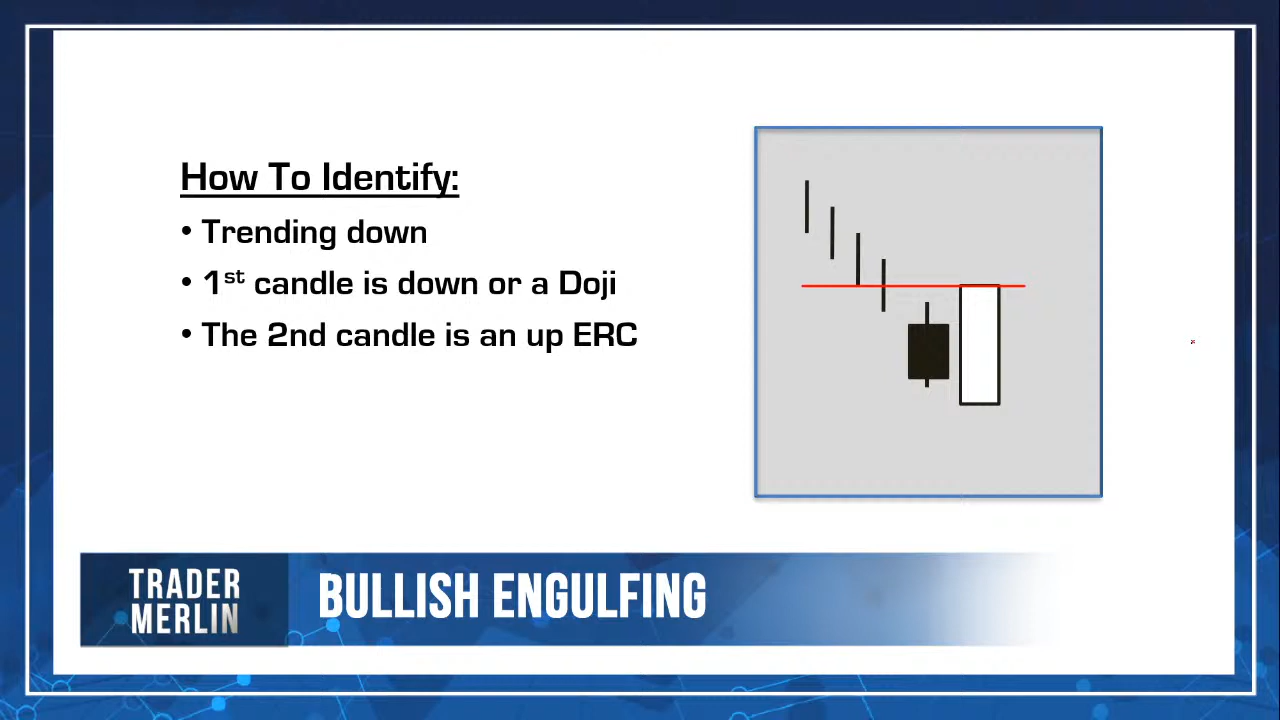 How To Identify:
• Trending down
• 1st candle is down or a Doji
• The 2nd candle is an up ERC
TRADER
MERLIN
BULLISH ENGULFING